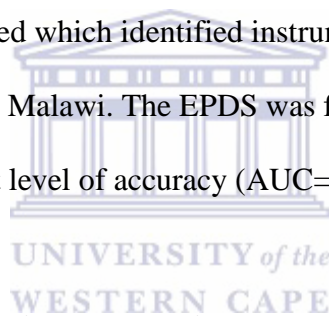 ed which identified instru
Malawi. The EPDS was f
level of accuracy (AUC=
UNIVERSITY of the
WESTERN CAPE